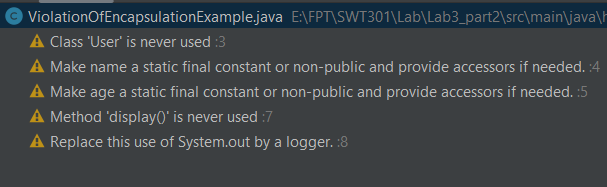 ViolationOfEncapsulationExample.java E:\FPT\SWT301\Lab\Lab3_part2\src\main\java\
Class 'User' is never used :3
Make name a static final constant or non-public and provide accessors if needed. :4
Make age a static final constant or non-public and provide accessors if needed. :5
Method 'display()' is never used :7
Replace this use of System.out by a logger. :8